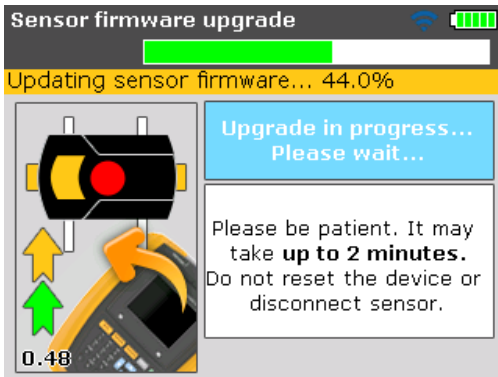 Sensor firmware upgrade
Updating sensor firmware... 44.0%
Upgrade in progress...
Please wait...
Please be patient. It may
take up to 2 minutes.
Do not reset the device or
disconnect sensor.
0.48